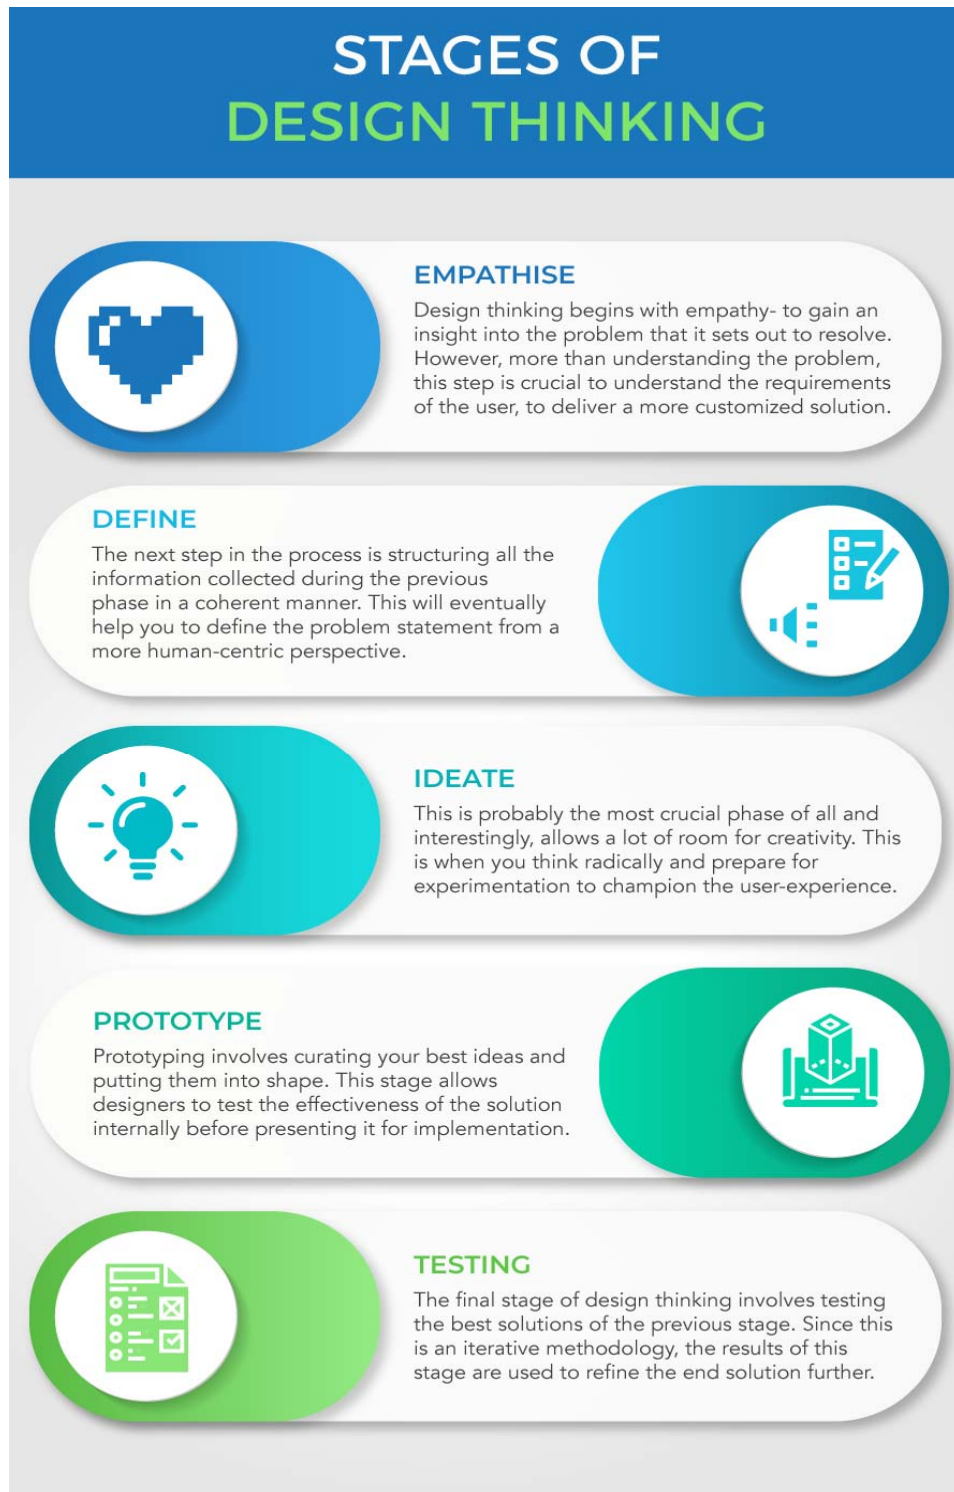 STAGES OF
DESIGN THINKING
EMPATHISE
Design thinking begins with empathy- to gain an
insight into the problem that it sets out to resolve.
However, more than understanding the problem,
this step is crucial to understand the requirements
of the user, to deliver a more customized solution.
DEFINE
The next step in the process is structuring all the
information collected during the previous
phase in a coherent manner. This will eventually
help you to define the problem statement from a
more human-centric perspective.
IDEATE
This is probably the most crucial phase of all and
interestingly, allows a lot of room for creativity. This
is when you think radically and prepare for
experimentation to champion the user-experience.
PROTOTYPE
Prototyping involves curating your best ideas and
putting them into shape. This stage allows
designers to test the effectiveness of the solution
internally before presenting it for implementation.
TESTING
The final stage of design thinking involves testing
the best solutions of the previous stage. Since this
is an iterative methodology, the results of this
stage are used to refine the end solution further.